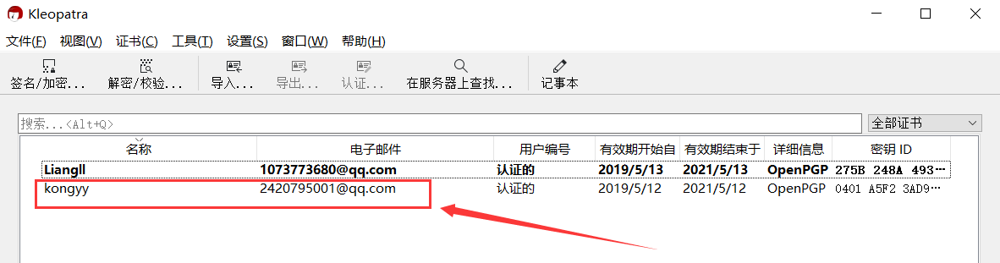 Kleopatra
文件(F) 视图(V) 证书(C) 工具(T) 设置(S) 窗口(W) 帮助(H)
签名/加密... 解密/校验... 导入... 导出... 认证... 在服务器上查找... 记事本
搜索...<Alt+Q> 全部证书
名称 电子邮件 用户编号 有效期开始自 有效期结束于 详细信息 密钥 ID
Liangll 1073773680@qq.com 认证的 2019/5/13 2021/5/13 OpenPGP 275B 248A 493···
kongyy 2420795001@qq.com 认证的 2019/5/12 2021/5/12 OpenPGP 0401 A5F2 3AD9···